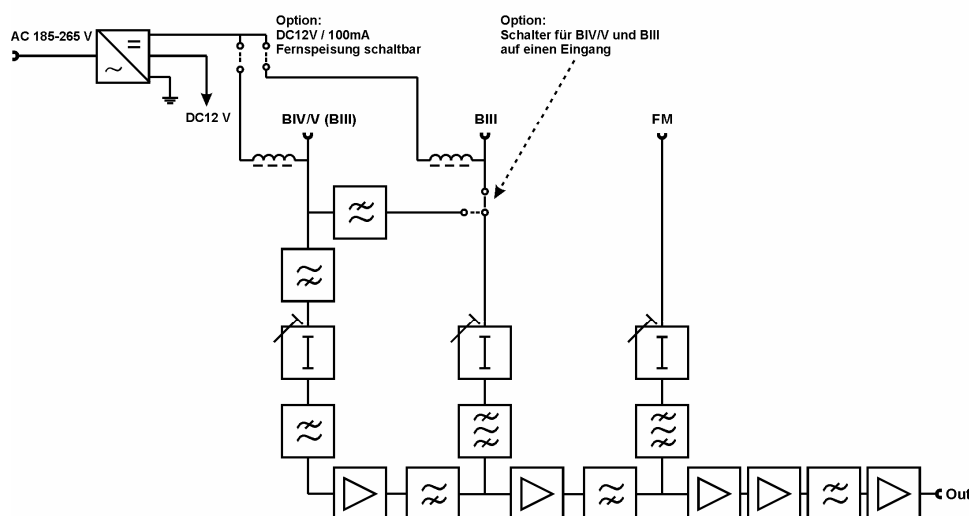 Option:
DC12V / 100mA
Fernspeisung schaltbar
Option:
Schalter für BIV/V und BIII
auf einen Eingang
AC 185-265 V
DC12 V
BIV/V (BIII)
BIII
FM
Out